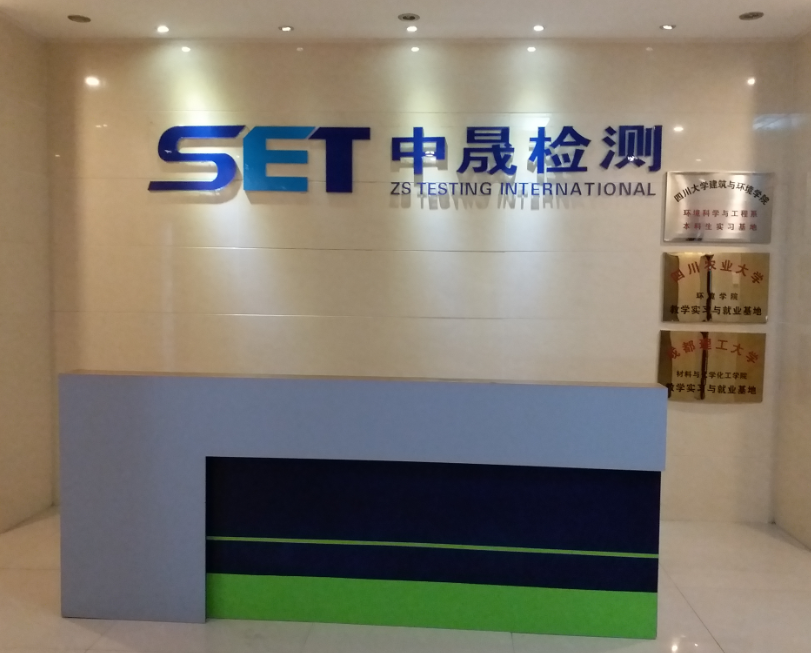 SET 中晟检测
ZS TESTING INTERNATIONAL
四川大学建筑与环境学院
环境科学与工程系
本科生实习基地
四川农业大学
环境学院
教学实习与就业基地
成都理工大学
材料与化学化工学院
教学实习与就业基地